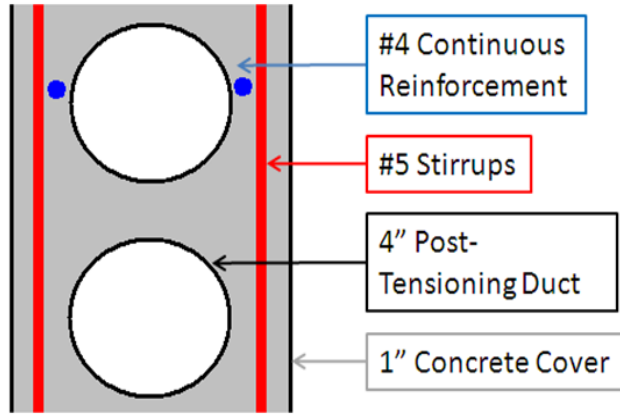 #4 Continuous
Reinforcement
#5 Stirrups
4” Post-
Tensioning Duct
1” Concrete Cover